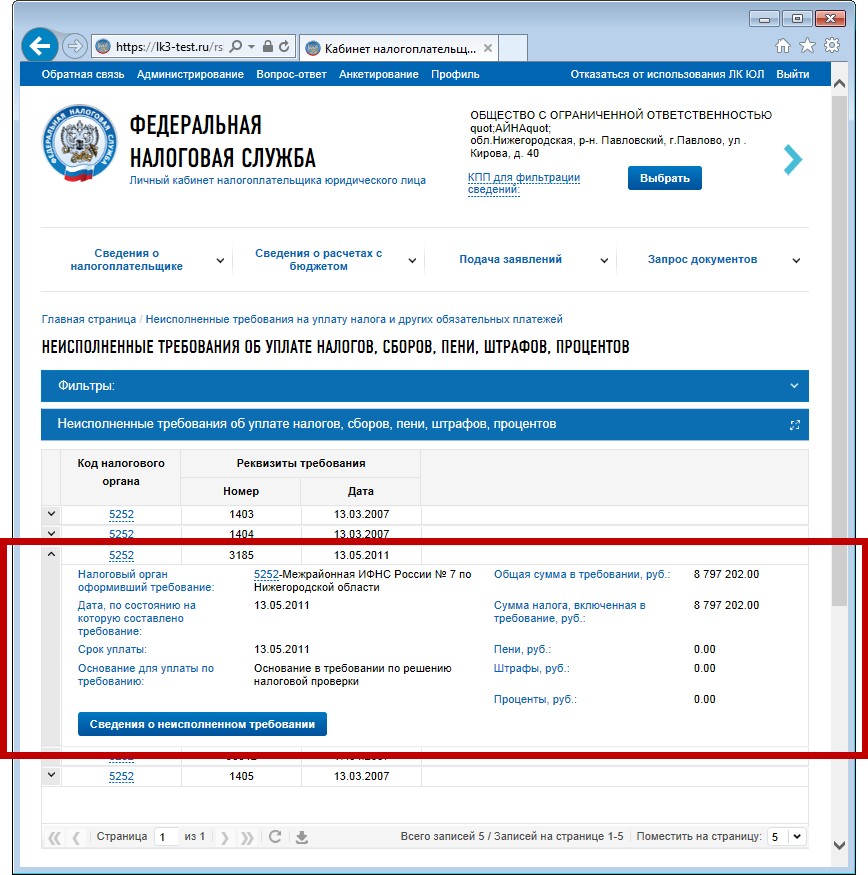 https://lk3-test.ru/rs
Кабинет налогоплательщ...
Обратная связь Администрирование Вопрос-ответ Анкетирование Профиль Отказаться от использования ЛК ЮЛ Выйти
ФЕДЕРАЛЬНАЯ НАЛОГОВАЯ СЛУЖБА
ФЕДЕРАЛЬНАЯ
НАЛОГОВАЯ СЛУЖБА
Личный кабинет налогоплательщика юридического лица
ОБЩЕСТВО С ОГРАНИЧЕННОЙ ОТВЕТСТВЕННОСТЬЮ
quot;АЙНАquot;
обл.Нижегородская, р-н. Павловский, г.Павлово, ул .
Кирова, д. 40
КПП для фильтрации
сведений:
Выбрать
Сведения о
налогоплательщике
Сведения о расчетах с
бюджетом
Подача заявлений
Запрос документов
Главная страница / Неисполненные требования на уплату налога и других обязательных платежей
НЕИСПОЛНЕННЫЕ ТРЕБОВАНИЯ ОБ УПЛАТЕ НАЛОГОВ, СБОРОВ, ПЕНИ, ШТРАФОВ, ПРОЦЕНТОВ
Фильтры:
Неисполненные требования об уплате налогов, сборов, пени, штрафов, процентов
Код налогового
органа
Реквизиты требования
Номер Дата
5252 1403 13.03.2007
5252 1404 13.03.2007
5252 3185 13.05.2011
Налоговый орган
оформивший требование:
5252-Межрайонная ИФНС России № 7 по
Нижегородской области
Общая сумма в требовании, руб.: 8 797 202.00
Дата, по состоянию на
которую составлено
требование:
13.05.2011
Сумма налога, включенная в
требование, руб.:
8 797 202.00
Срок уплаты: 13.05.2011 Пени, руб.: 0.00
Основание для уплаты по
требованию:
Основание в требовании по решению
налоговой проверки
Штрафы, руб.: 0.00
Проценты, руб.: 0.00
Сведения о неисполненном требовании
5252
5252 1405 13.03.2007
Страница 1 из 1 Всего записей 5 / Записей на странице 1-5 Поместить на страницу: 5